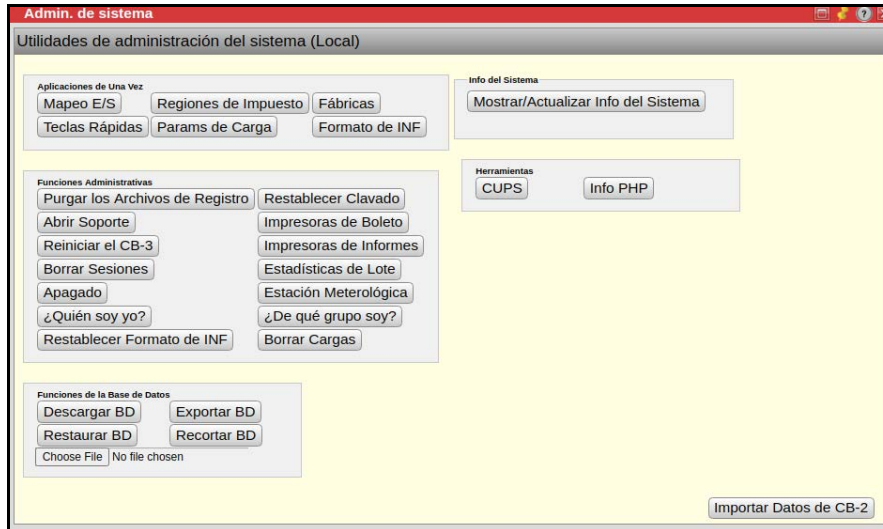 Admin. de sistema
Utilidades de administración del sistema (Local)
Aplicaciones de Una Vez
Mapeo E/S Regiones de Impuesto Fábricas
Teclas Rápidas Params de Carga Formato de INF
Info del Sistema
Mostrar/Actualizar Info del Sistema
Funciones Administrativas
Purgar los Archivos de Registro Restablecer Clavado
Abrir Soporte Impresoras de Boleto
Reiniciar el CB-3 Impresoras de Informes
Borrar Sesiones Estadísticas de Lote
Apagado Estación Meterológica
¿Quién soy yo? ¿De qué grupo soy?
Restablecer Formato de INF Borrar Cargas
Herramientas
CUPS Info PHP
Funciones de la Base de Datos
Descargar BD Exportar BD
Restaurar BD Recortar BD
Choose File No file chosen
Importar Datos de CB-2